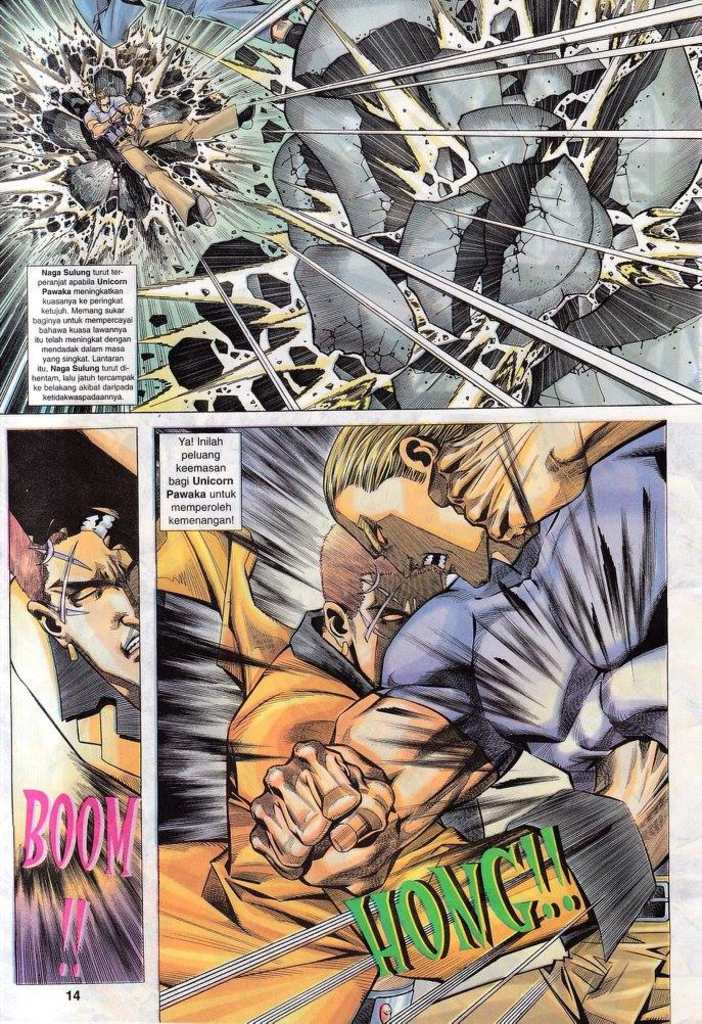 Naga Sulung turut ter-
peranjat apabila Unicorn
Pawaka meningkatkan
kuasanya ke peringkat
ketujuh. Memang sukar
baginya untuk mempercayai
bahawa kuasa lawannya
itu telah meningkat dengan
mendadak dalam masa
yang singkat. Lantaran
itu, Naga Sulung turut di-
hentam, lalu jatuh tercampak
ke belakang akibat daripada
ketidakwaspadaannya.
Ya! Inilah
peluang
keemasan
bagi Unicorn
Pawaka untuk
memperoleh
kemenangan!
BOOM
!!
HONG!!
14